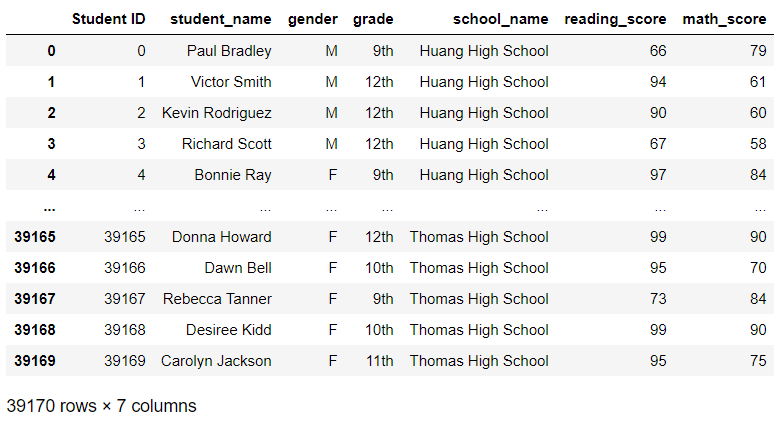 Student ID student_name gender grade school_name reading_score math_score
0 0 Paul Bradley M 9th Huang High School 66 79
1 1 Victor Smith M 12th Huang High School 94 61
2 2 Kevin Rodriguez M 12th Huang High School 90 60
3 3 Richard Scott M 12th Huang High School 67 58
4 4 Bonnie Ray F 9th Huang High School 97 84
... ... ... ... ... ... ... ...
39165 39165 Donna Howard F 12th Thomas High School 99 90
39166 39166 Dawn Bell F 10th Thomas High School 95 70
39167 39167 Rebecca Tanner F 9th Thomas High School 73 84
39168 39168 Desiree Kidd F 10th Thomas High School 99 90
39169 39169 Carolyn Jackson F 11th Thomas High School 95 75
39170 rows × 7 columns